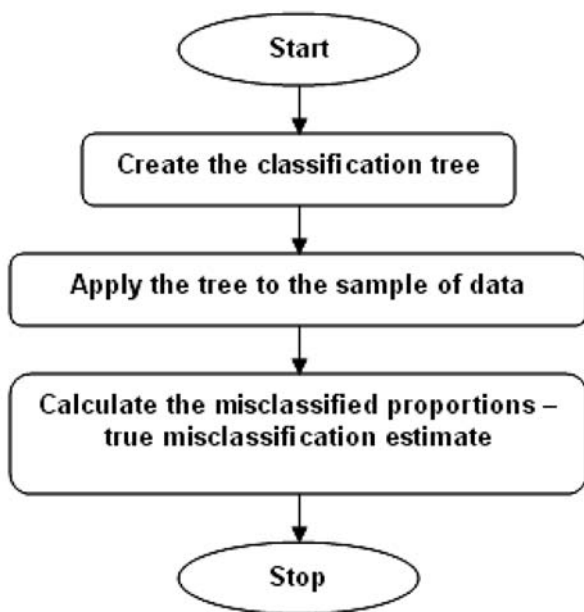 Start
Create the classification tree
Apply the tree to the sample of data
Calculate the misclassified proportions –
true misclassification estimate
Stop